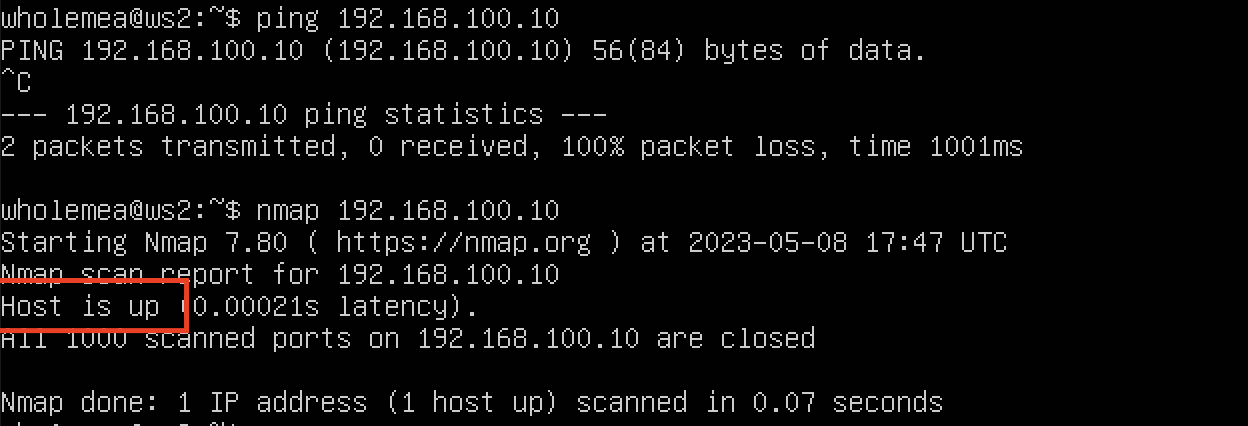 wholemea@ws2:~$ ping 192.168.100.10
PING 192.168.100.10 (192.168.100.10) 56(84) bytes of data.
^C
--- 192.168.100.10 ping statistics ---
2 packets transmitted, 0 received, 100% packet loss, time 1001ms
wholemea@ws2:~$ nmap 192.168.100.10
Starting Nmap 7.80 ( https://nmap.org ) at 2023-05-08 17:47 UTC
Nmap scan report for 192.168.100.10
Host is up (0.00021s latency).
All 1000 scanned ports on 192.168.100.10 are closed
Nmap done: 1 IP address (1 host up) scanned in 0.07 seconds